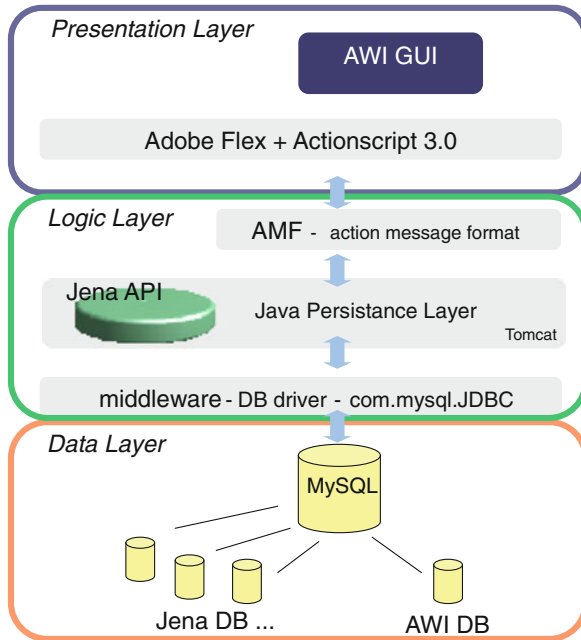 Presentation Layer
AWI GUI
Adobe Flex + Actionscript 3.0
Logic Layer
AMF - action message format
Jena API
Java Persistance Layer
Tomcat
middleware - DB driver - com.mysql.JDBC
Data Layer
MySQL
Jena DB ...
AWI DB